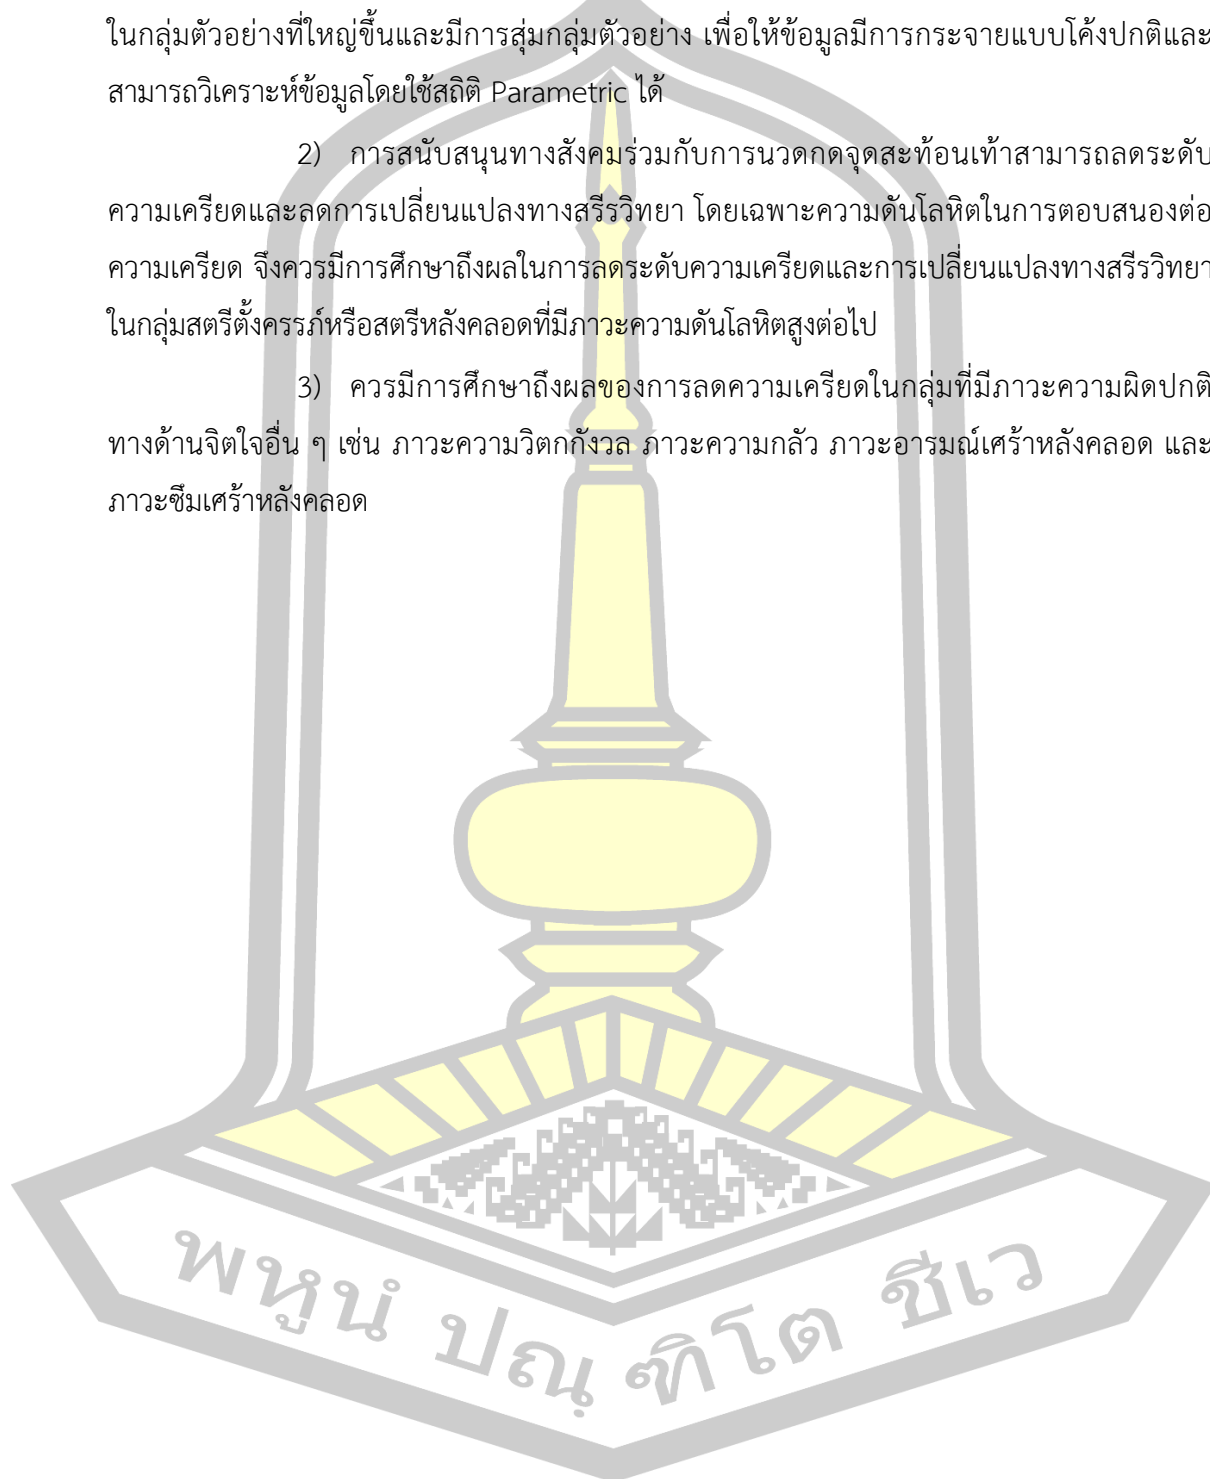 ในกลุ่มตัวอย่างที่ใหญ่ขึ้นและมีการสุ่มกลุ่มตัวอย่าง เพื่อให้ข้อมูลมีการกระจายแบบโค้งปกติและ
สามารถวิเคราะห์ข้อมูลโดยใช้สถิติ Parametric ได้
2) การสนับสนุนทางสังคมร่วมกับการนวดกดจุดสะท้อนเท้าสามารถลดระดับ
ความเครียดและลดการเปลี่ยนแปลงทางสรีรวิทยา โดยเฉพาะความดันโลหิตในการตอบสนองต่อ
ความเครียด จึงควรมีการศึกษาถึงผลในการลดระดับความเครียดและการเปลี่ยนแปลงทางสรีรวิทยา
ในกลุ่มสตรีตั้งครรภ์หรือสตรีหลังคลอดที่มีภาวะความดันโลหิตสูงต่อไป
3) ควรมีการศึกษาถึงผลของการลดความเครียดในกลุ่มที่มีภาวะความผิดปกติ
ทางด้านจิตใจอื่น ๆ เช่น ภาวะความวิตกกังวล ภาวะความกลัว ภาวะอารมณ์เศร้าหลังคลอด และ
ภาวะซึมเศร้าหลังคลอด
พหูนํ ปณฺฑิโต ชีเว